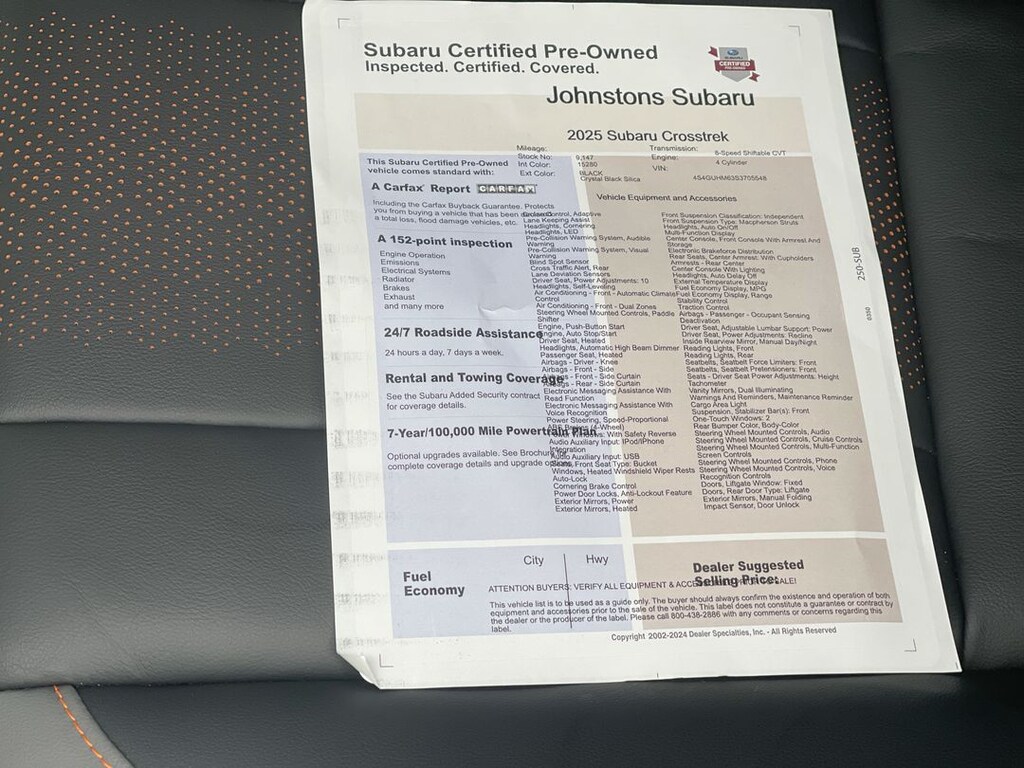 Subaru Certified Pre-Owned
Inspected. Certified. Covered.
SUBARU
CERTIFIED
PRE-OWNED
Johnstons Subaru
2025 Subaru Crosstrek
Mileage: 9,147
Stock No: 15280
Int Color: BLACK
Ext Color: Crystal Black Silica
Transmission: 8-Speed Shiftable CVT
Engine: 4 Cylinder
VIN: 4S4GUHM63S3705548
This Subaru Certified Pre-Owned
vehicle comes standard with:
A Carfax Report CARFAX
Including the Carfax Buyback Guarantee. Protects
you from buying a vehicle that has been
a total loss, flood damage vehicles, etc.
A 152-point inspection
Engine Operation
Emissions
Electrical Systems
Radiator
Brakes
Exhaust
and many more
24/7 Roadside Assistance
24 hours a day, 7 days a week.
Rental and Towing Coverage
See the Subaru Added Security contract
for coverage details.
7-Year/100,000 Mile Powertrain Plan
Optional upgrades available. See Brochure for
complete coverage details and upgrade options.
Vehicle Equipment and Accessories
Cruise Control, Adaptive
Lane Keeping Assist
Headlights, Cornering
Headlights, LED
Pre-Collision Warning System, Audible
Warning
Pre-Collision Warning System, Visual
Warning
Blind Spot Sensor
Cross Traffic Alert, Rear
Lane Deviation Sensors
Driver Seat, Power Adjustments: 10
Headlights, Self-Leveling
Air Conditioning - Front - Automatic Climate
Control
Air Conditioning - Front - Dual Zones
Steering Wheel Mounted Controls, Paddle
Shifter
Engine, Push-Button Start
Engine, Auto Stop/Start
Driver Seat, Heated
Headlights, Automatic High Beam Dimmer
Passenger Seat, Heated
Airbags - Driver - Knee
Airbags - Front - Side
Airbags - Front - Side Curtain
Airbags - Rear - Side Curtain
Electronic Messaging Assistance With
Read Function
Electronic Messaging Assistance With
Voice Recognition
Power Steering, Speed-Proportional
ABS Brakes (4-Wheel)
Power Windows: With Safety Reverse
Audio Auxiliary Input: IPod/IPhone
Integration
Audio Auxiliary Input: USB
Seats, Front Seat Type: Bucket
Windows, Heated Windshield Wiper Rests
Auto-Lock
Cornering Brake Control
Power Door Locks, Anti-Lockout Feature
Exterior Mirrors, Power
Exterior Mirrors, Heated
Front Suspension Classification: Independent
Front Suspension Type: Macpherson Struts
Headlights, Auto On/Off
Multi-Function Display
Center Console, Front Console With Armrest And
Storage
Electronic Brakeforce Distribution
Rear Seats, Center Armrest: With Cupholders
Armrests - Rear Center
Center Console With Lighting
Headlights, Auto Delay Off
External Temperature Display
Fuel Economy Display, MPG
Fuel Economy Display, Range
Stability Control
Traction Control
Airbags - Passenger - Occupant Sensing
Deactivation
Driver Seat, Adjustable Lumbar Support: Power
Driver Seat, Power Adjustments: Recline
Inside Rearview Mirror, Manual Day/Night
Reading Lights, Front
Reading Lights, Rear
Seatbelts, Seatbelt Force Limiters: Front
Seatbelts, Seatbelt Pretensioners: Front
Seats - Driver Seat Power Adjustments: Height
Tachometer
Vanity Mirrors, Dual Illuminating
Warnings And Reminders, Maintenance Reminder
Cargo Area Light
Suspension, Stabilizer Bar(s): Front
One-Touch Windows: 2
Rear Bumper Color, Body-Color
Steering Wheel Mounted Controls, Audio
Steering Wheel Mounted Controls, Cruise Controls
Steering Wheel Mounted Controls, Multi-Function
Screen Controls
Steering Wheel Mounted Controls, Phone
Steering Wheel Mounted Controls, Voice
Recognition Controls
Doors, Liftgate Window: Fixed
Doors, Rear Door Type: Liftgate
Exterior Mirrors, Manual Folding
Impact Sensor, Door Unlock
250-SUB
Fuel
Economy
City
Hwy
Dealer Suggested
Selling Price:
ATTENTION BUYERS: VERIFY ALL EQUIPMENT &
This vehicle list is to be used as a guide only. The buyer should always confirm the existence and operation of both
equipment and accessories prior to the sale of the vehicle. This label does not constitute a guarantee or contract by
the dealer or the producer of the label. Please call 800-438-2886 with any comments or concerns regarding this
label.
Copyright 2002-2024 Dealer Specialties, Inc. - All Rights Reserved